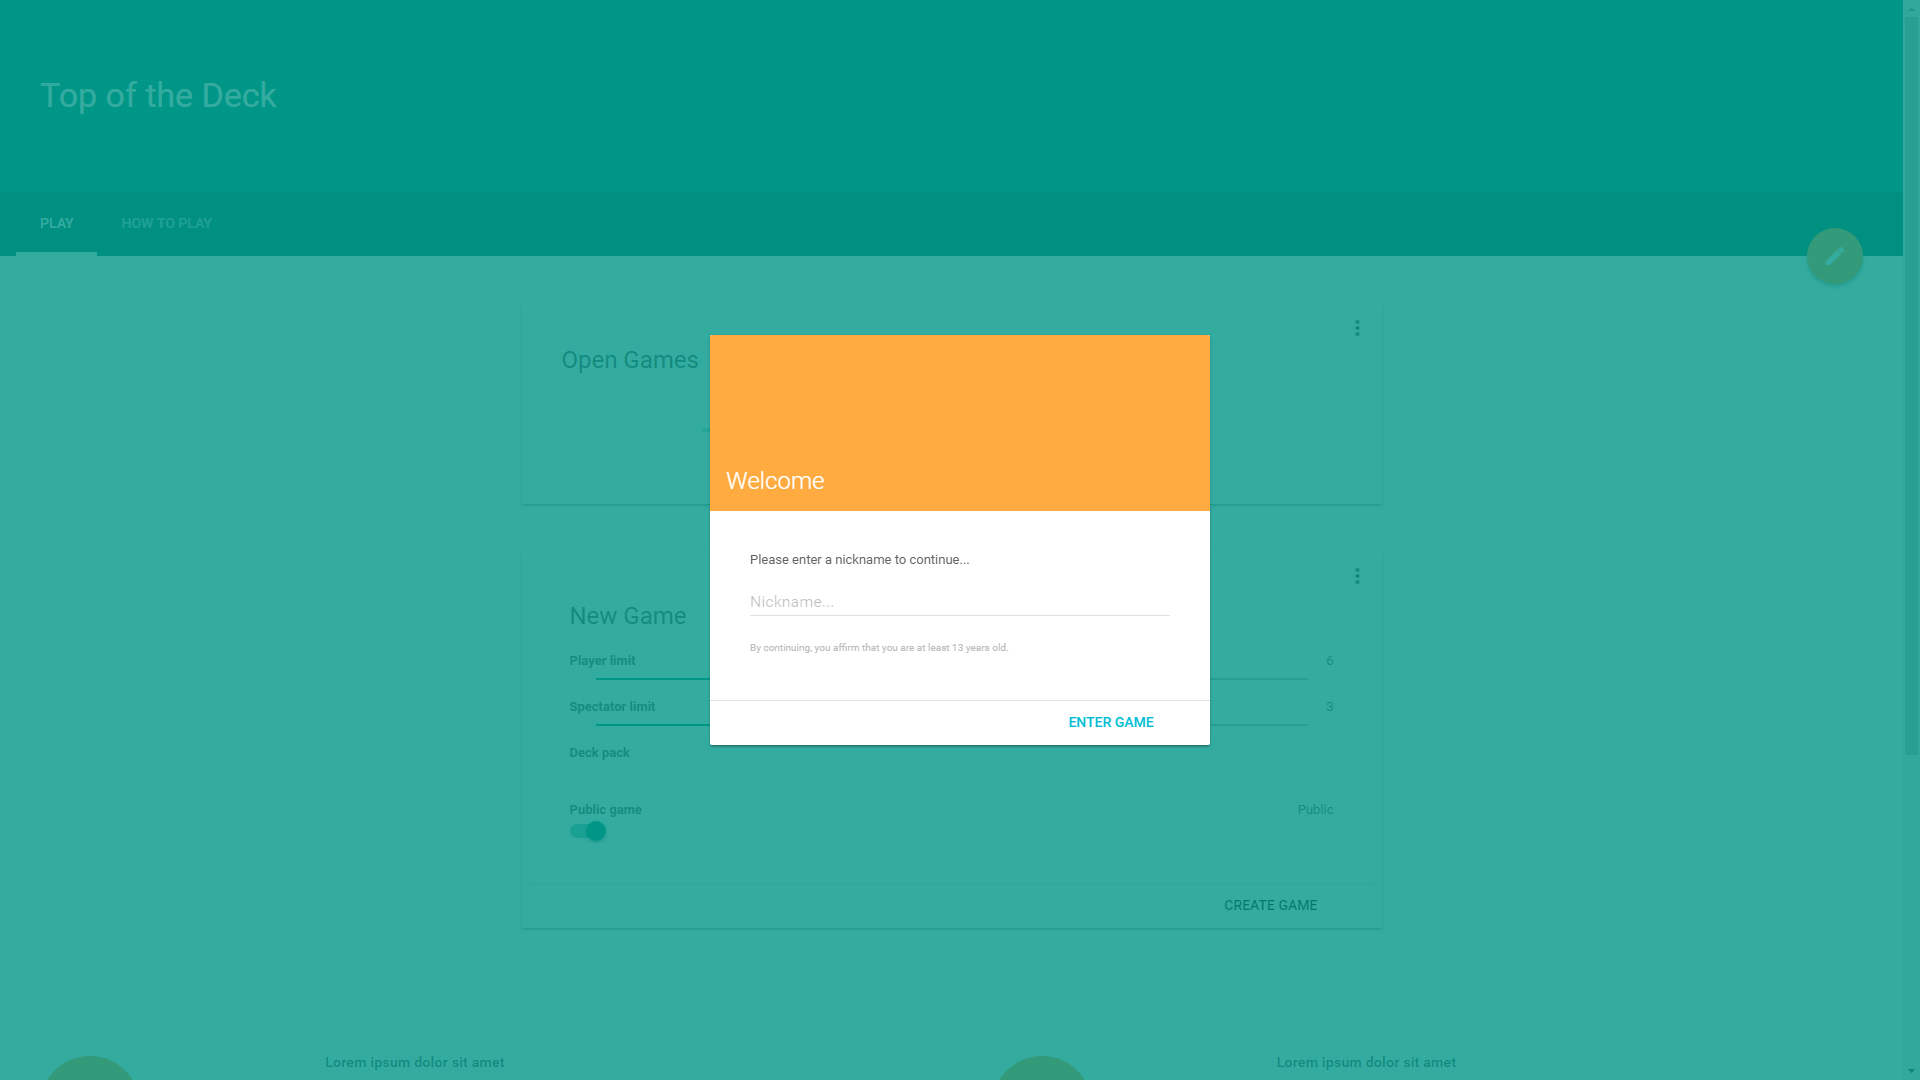 Top of the Deck
PLAY
HOW TO PLAY
Open Games
Welcome
Please enter a nickname to continue...
Nickname...
By continuing, you affirm that you are at least 13 years old.
ENTER GAME
New Game
Player limit
6
Spectator limit
3
Deck pack
Public game
Public
CREATE GAME
Lorem ipsum dolor sit amet
Lorem ipsum dolor sit amet